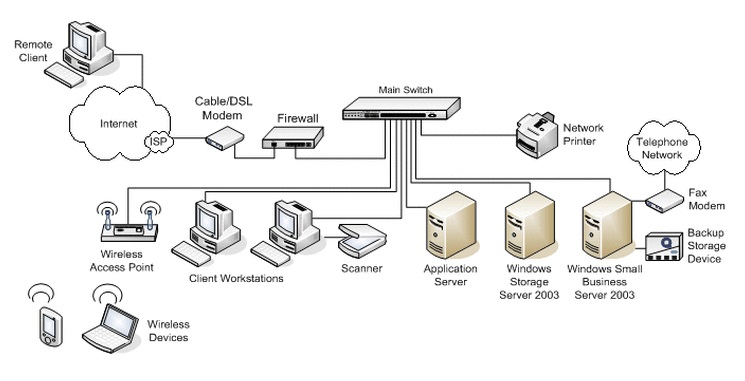 Remote
Client
Internet
ISP
Cable/DSL
Modem
Firewall
Main Switch
Network
Printer
Telephone
Network
Fax
Modem
Backup
Storage
Device
Wireless
Access Point
Client Workstations
Scanner
Application
Server
Windows
Storage
Server 2003
Windows Small
Business
Server 2003
Wireless
Devices